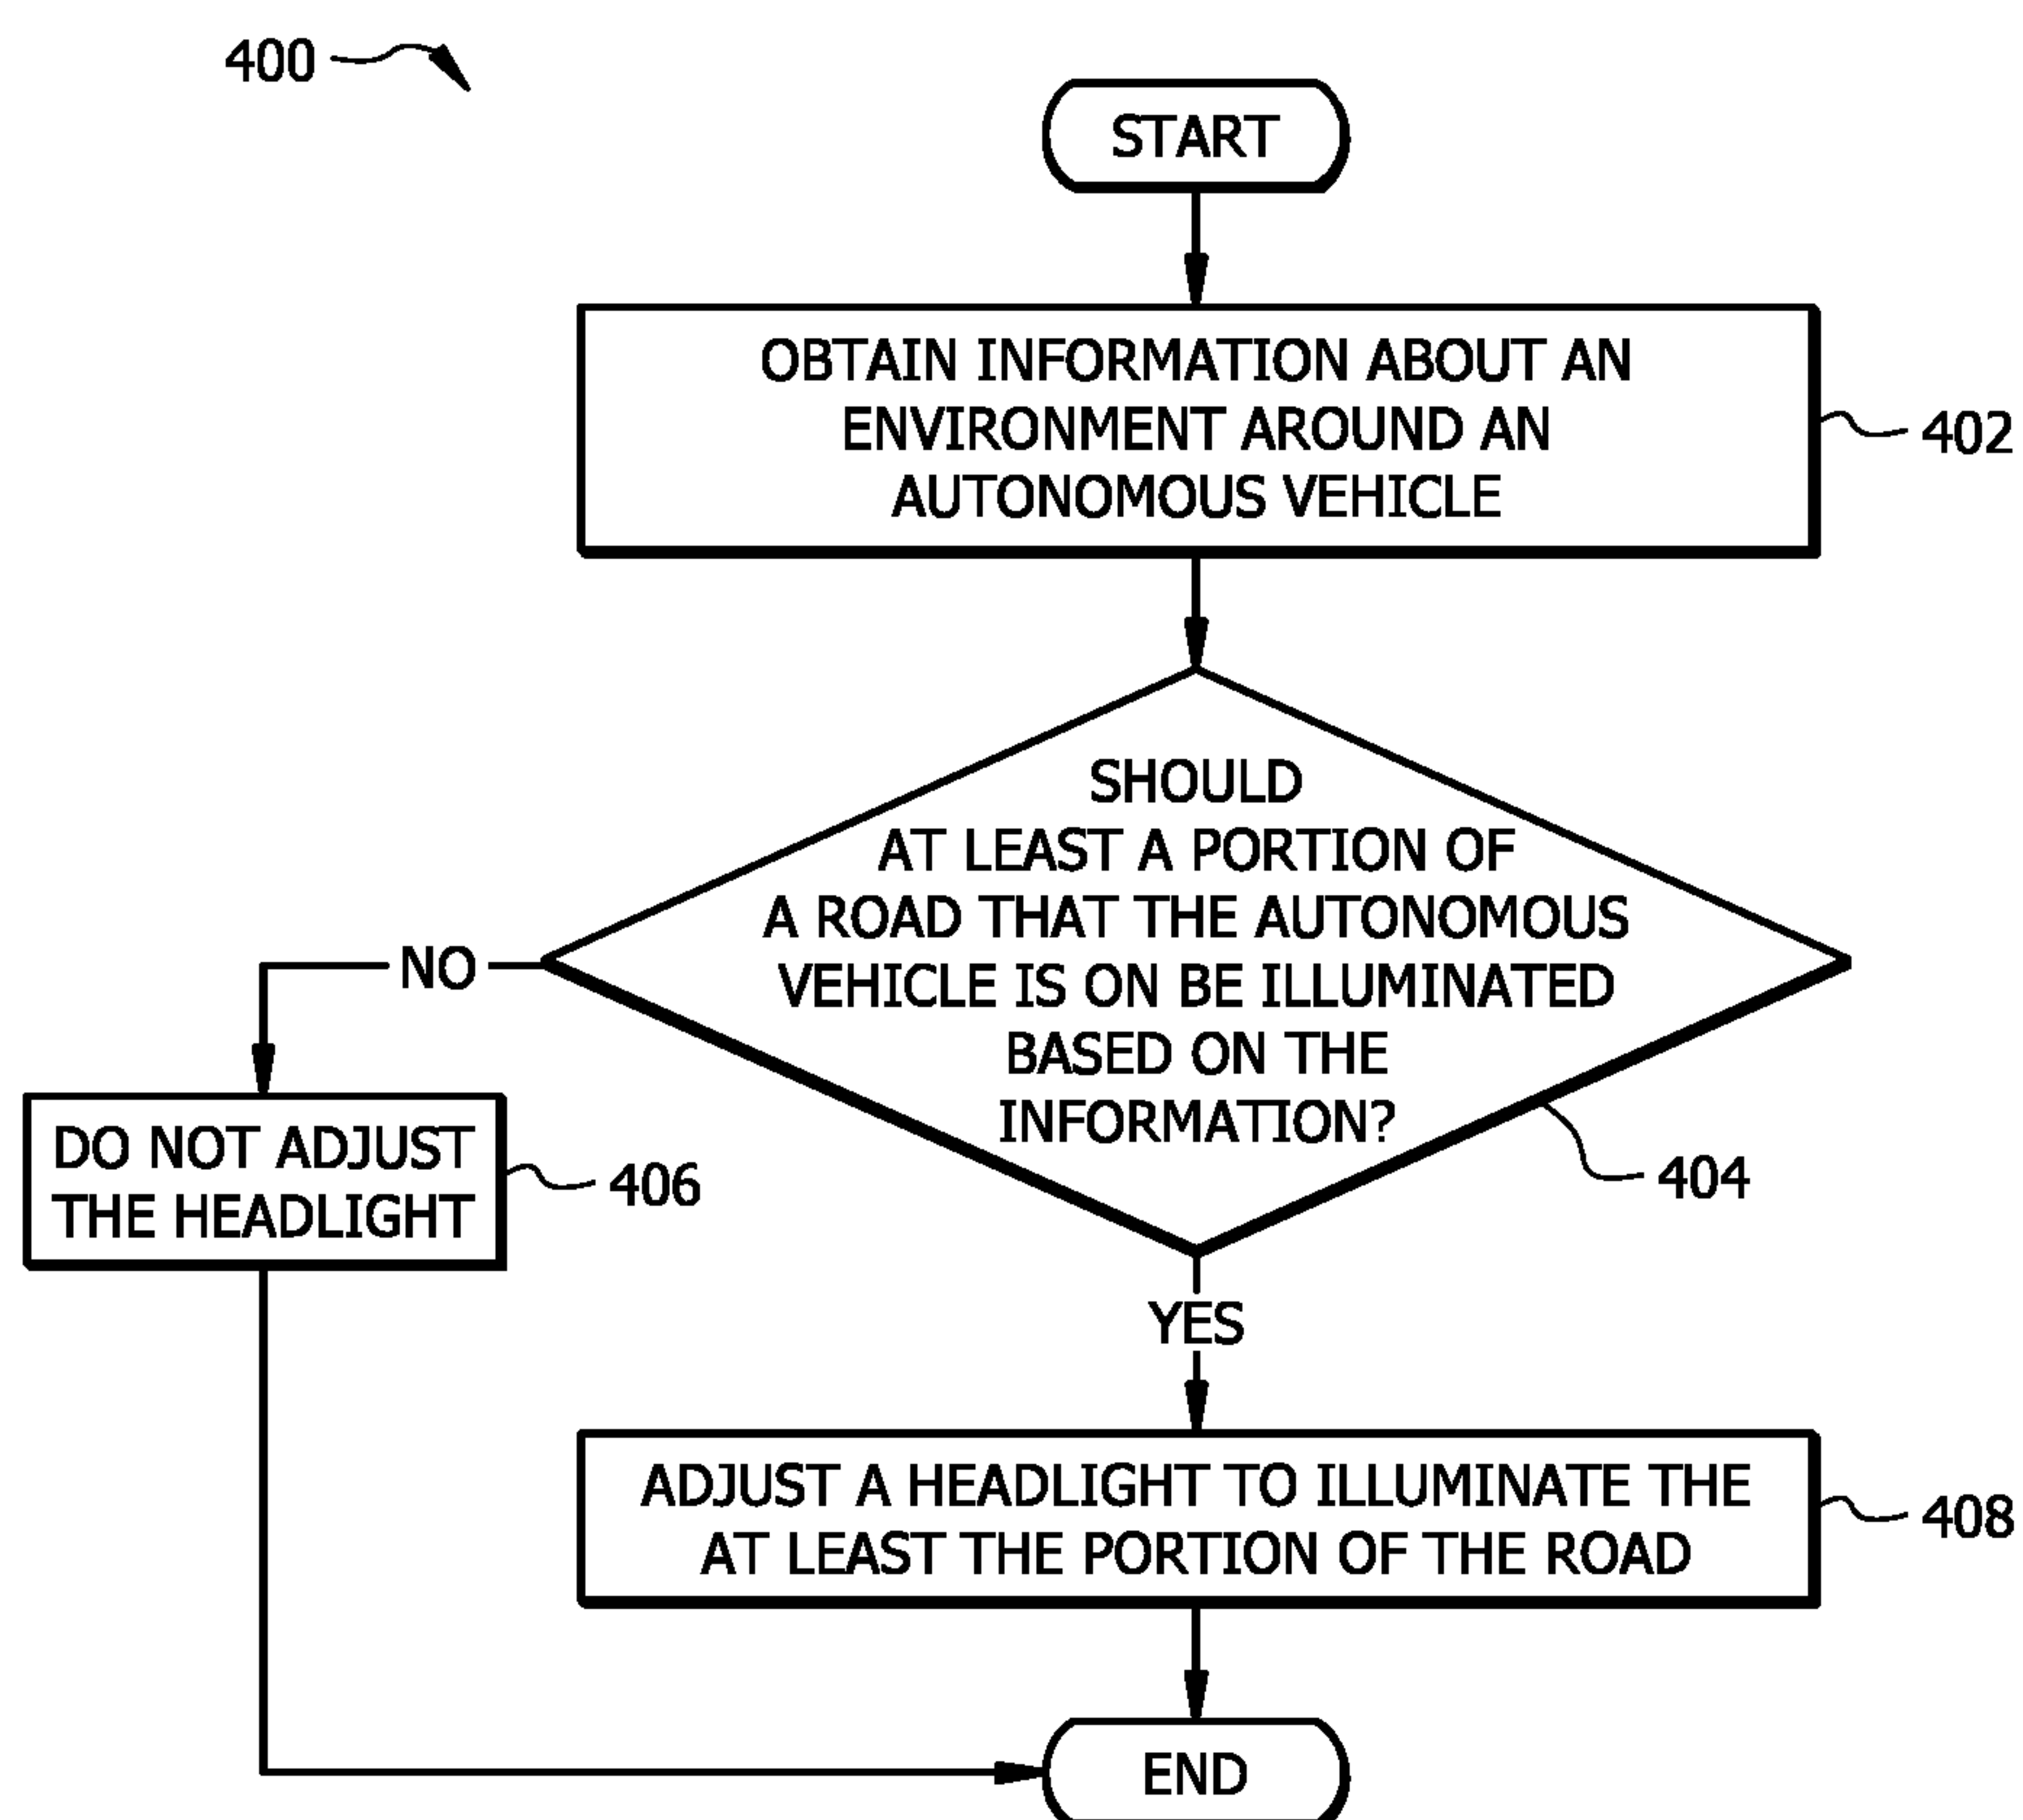 400
START
OBTAIN INFORMATION ABOUT AN
ENVIRONMENT AROUND AN
AUTONOMOUS VEHICLE
402
SHOULD
AT LEAST A PORTION OF
A ROAD THAT THE AUTONOMOUS
VEHICLE IS ON BE ILLUMINATED
BASED ON THE
INFORMATION?
404
NO
DO NOT ADJUST
THE HEADLIGHT
406
YES
ADJUST A HEADLIGHT TO ILLUMINATE THE
AT LEAST THE PORTION OF THE ROAD
408
END